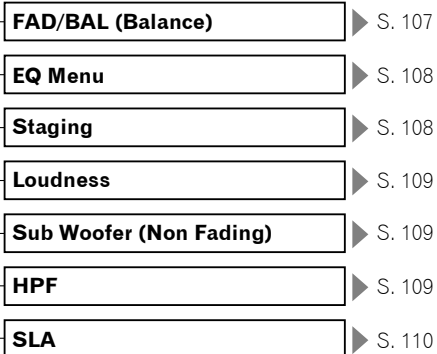 FAD/BAL (Balance) S. 107
EQ Menu S. 108
Staging S. 108
Loudness S. 109
Sub Woofer (Non Fading) S. 109
HPF S. 109
SLA S. 110